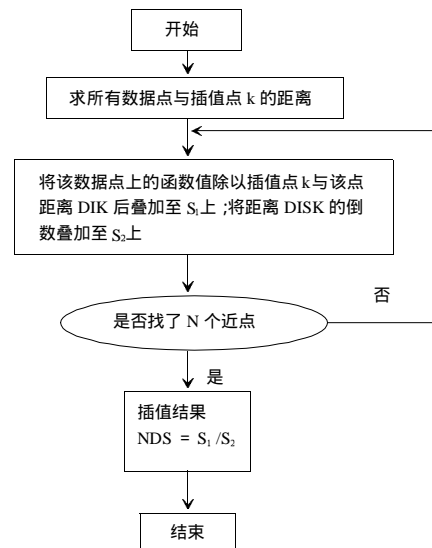 开始
求所有数据点与插值点 k 的距离
将该数据点上的函数值除以插值点 k 与该点
距离 DIK 后叠加至 S₁上 ;将距离 DISK 的倒
数叠加至 S₂上
是否找了 N 个近点
否
是
插值结果
NDS = S₁ /S₂
结束